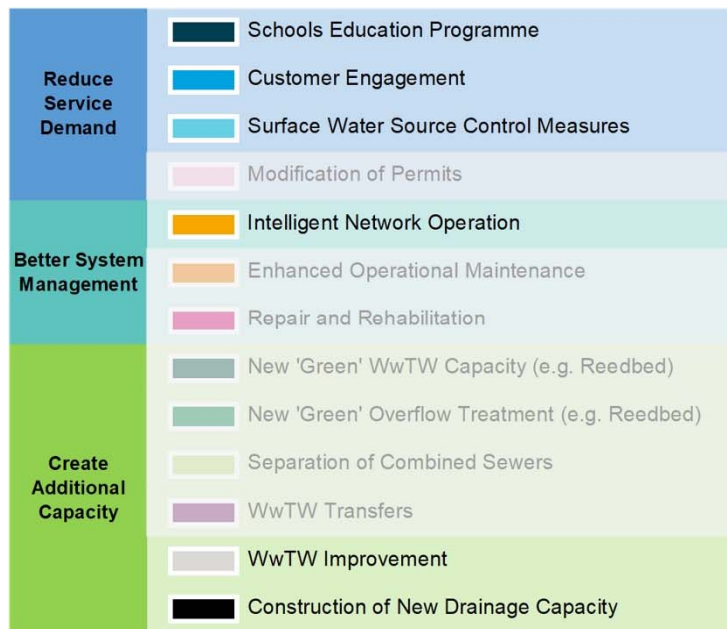 Reduce
Service
Demand
Schools Education Programme
Customer Engagement
Surface Water Source Control Measures
Modification of Permits
Better System
Management
Intelligent Network Operation
Enhanced Operational Maintenance
Repair and Rehabilitation
Create
Additional
Capacity
New 'Green' WwTW Capacity (e.g. Reedbed)
New 'Green' Overflow Treatment (e.g. Reedbed)
Separation of Combined Sewers
WwTW Transfers
WwTW Improvement
Construction of New Drainage Capacity